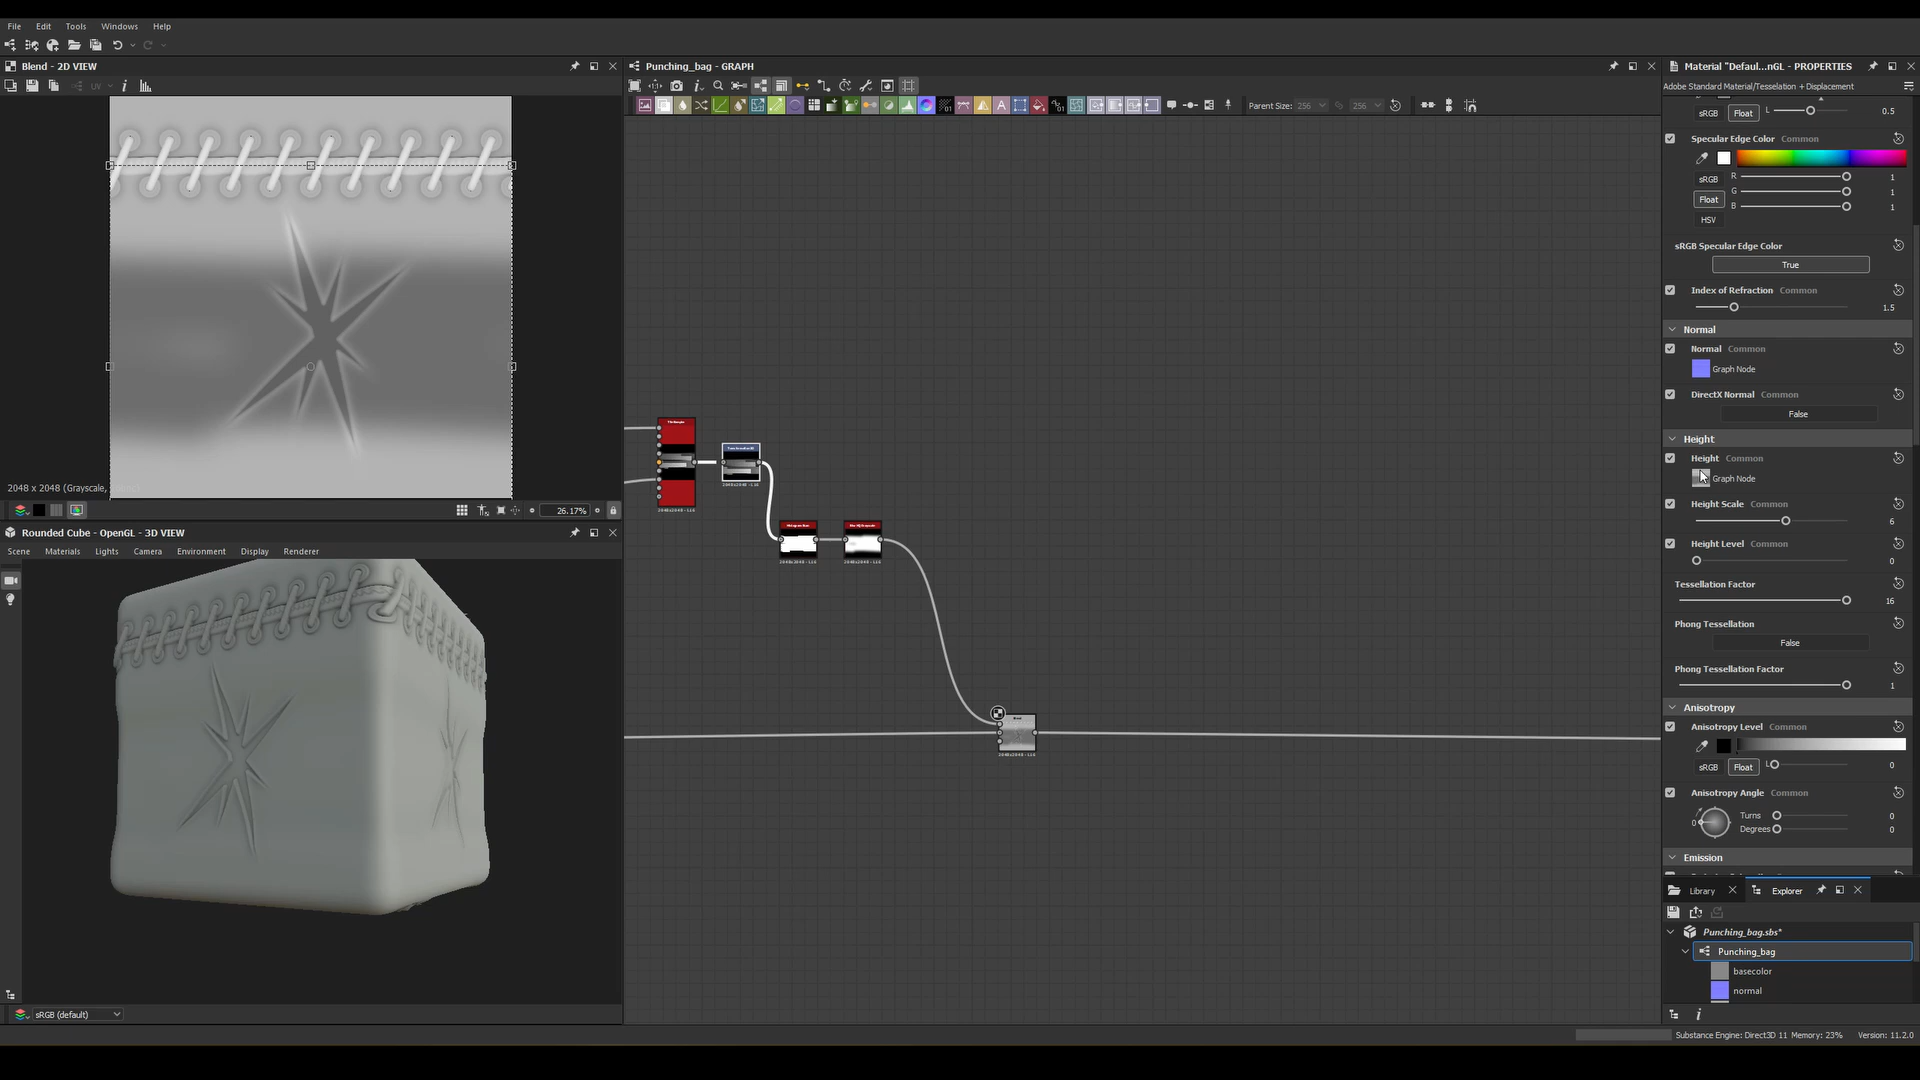 File Edit Tools Windows Help
Blend - 2D VIEW
UV
2048 x 2048 (Grayscale,
26.17%
Rounded Cube - OpenGL - 3D VIEW
Scene Materials Lights Camera Environment Display Renderer
sRGB (default)
Punching_bag - GRAPH
Parent Size: 256 256
Material "Defaul...nGL - PROPERTIES
Adobe Standard Material/Tesselation + Displacement
sRGB Float L 0.5
Specular Edge Color Common
sRGB R 1
Float G 1
B 1
HSV
sRGB Specular Edge Color
True
Index of Refraction Common
1.5
Normal
Normal Common
Graph Node
DirectX Normal Common
False
Height
Height Common
Graph Node
Height Scale Common
6
Height Level Common
0
Tessellation Factor
16
Phong Tessellation
False
Phong Tessellation Factor
1
Anisotropy
Anisotropy Level Common
sRGB Float L 0
Anisotropy Angle Common
0 Turns 0
Degrees 0
Emission
Library Explorer
Punching_bag.sbs*
Punching_bag
basecolor
normal
Substance Engine: Direct3D 11 Memory: 23% Version: 11.2.0